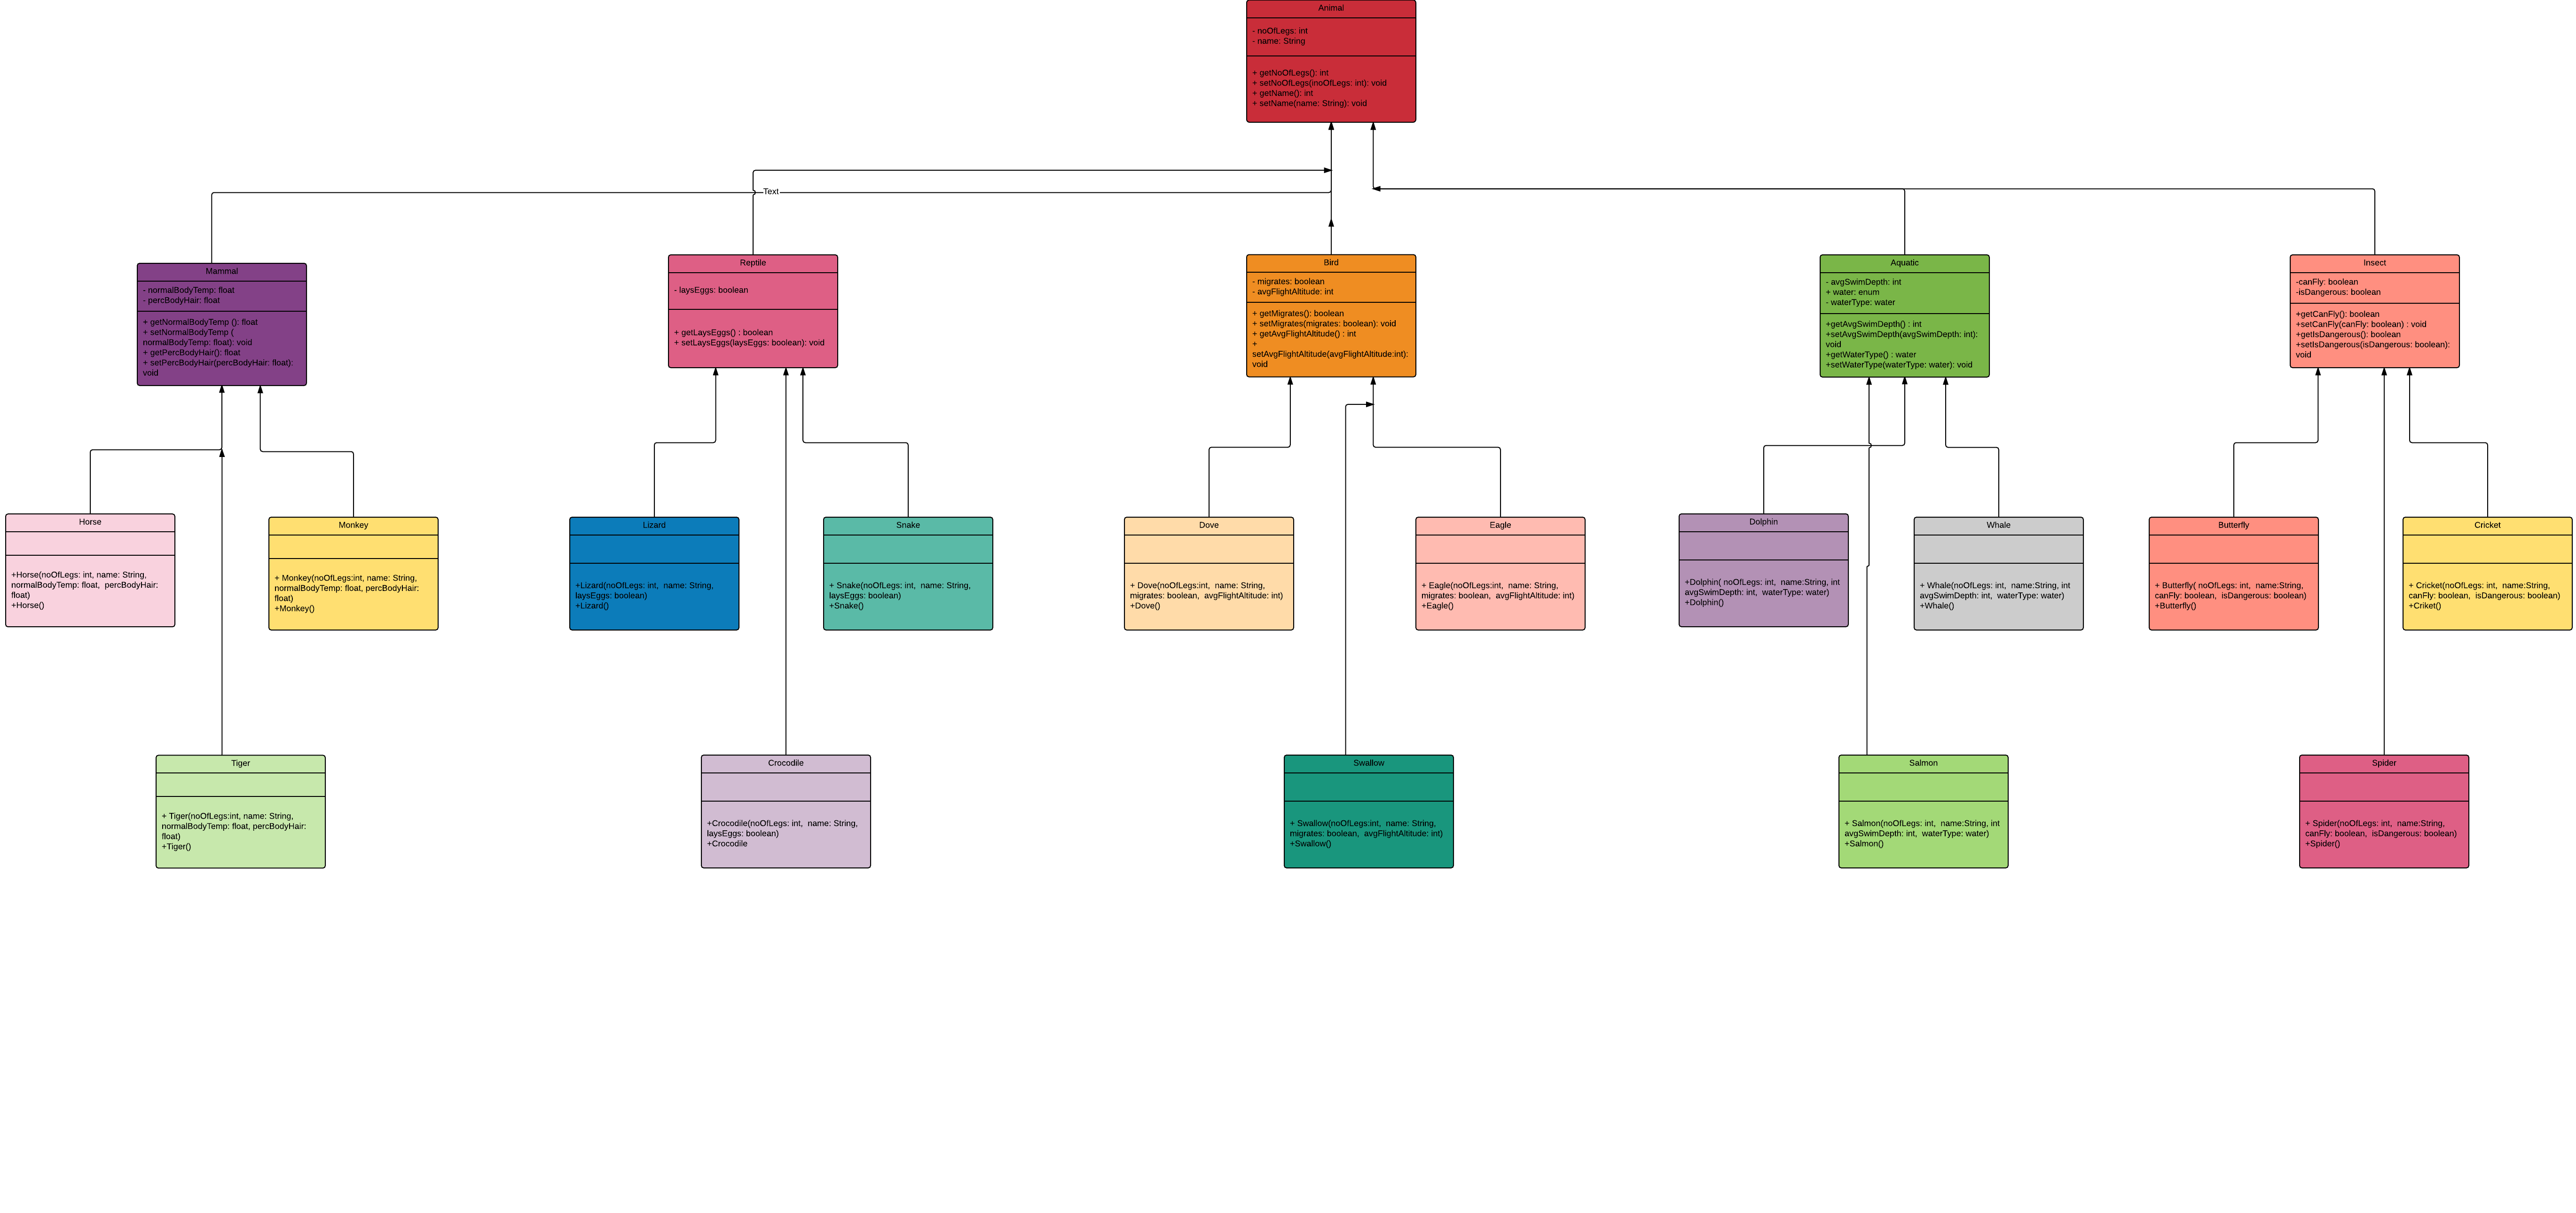 Animal
- noOfLegs: int
- name: String
+ getNoOfLegs(): int
+ setNoOfLegs(inoOfLegs: int): void
+ getName(): int
+ setName(name: String): void
Text
Mammal
- normalBodyTemp: float
- percBodyHair: float
+ getNormalBodyTemp (): float
+ setNormalBodyTemp (
normalBodyTemp: float): void
+ getPercBodyHair(): float
+ setPercBodyHair(percBodyHair: float):
void
Reptile
- laysEggs: boolean
+ getLaysEggs() ; boolean
+ setLaysEggs(laysEggs: boolean): void
Bird
- migrates: boolean
- avgFlightAltitude: int
+ getMigrates(): boolean
+ setMigrates(migrates: boolean): void
+ getAvgFlightAltitude() : int
+
setAvgFlightAltitude(avgFlightAltitude:int):
void
Aquatic
- avgSwimDepth: int
+ water: enum
- waterType: water
+getAvgSwimDepth() : int
+setAvgSwimDepth(avgSwimDepth: int):
void
+getWaterType() : water
+setWaterType(waterType: water): void
Insect
-canFly: boolean
-isDangerous: boolean
+getCanFly(): boolean
+setCanFly(canFly: boolean) : void
+getIsDangerous(): boolean
+setIsDangerous(isDangerous: boolean):
void
Horse
+Horse(noOfLegs: int, name: String,
normalBodyTemp: float,  percBodyHair:
float)
+Horse()
Monkey
+ Monkey(noOfLegs:int, name: String,
normalBodyTemp: float, percBodyHair:
float)
+Monkey()
Lizard
+Lizard(noOfLegs: int,  name: String,
laysEggs: boolean)
+Lizard()
Snake
+ Snake(noOfLegs: int,  name: String,
laysEggs: boolean)
+Snake()
Dove
+ Dove(noOfLegs:int,  name: String,
migrates: boolean,  avgFlightAltitude: int)
+Dove()
Eagle
+ Eagle(noOfLegs:int,  name: String,
migrates: boolean,  avgFlightAltitude: int)
+Eagle()
Dolphin
+Dolphin( noOfLegs: int,  name:String, int
avgSwimDepth: int,  waterType: water)
+Dolphin()
Whale
+ Whale(noOfLegs: int,  name:String, int
avgSwimDepth: int,  waterType: water)
+Whale()
Butterfly
+ Butterfly( noOfLegs: int,  name:String,
canFly: boolean,  isDangerous: boolean)
+Butterfly()
Cricket
+ Cricket(noOfLegs: int,  name:String,
canFly: boolean,  isDangerous: boolean)
+Criket()
Tiger
+ Tiger(noOfLegs:int, name: String,
normalBodyTemp: float, percBodyHair:
float)
+Tiger()
Crocodile
+Crocodile(noOfLegs: int,  name: String,
laysEggs: boolean)
+Crocodile
Swallow
+ Swallow(noOfLegs:int,  name: String,
migrates: boolean,  avgFlightAltitude: int)
+Swallow()
Salmon
+ Salmon(noOfLegs: int,  name:String, int
avgSwimDepth: int,  waterType: water)
+Salmon()
Spider
+ Spider(noOfLegs: int,  name:String,
canFly: boolean,  isDangerous: boolean)
+Spider()